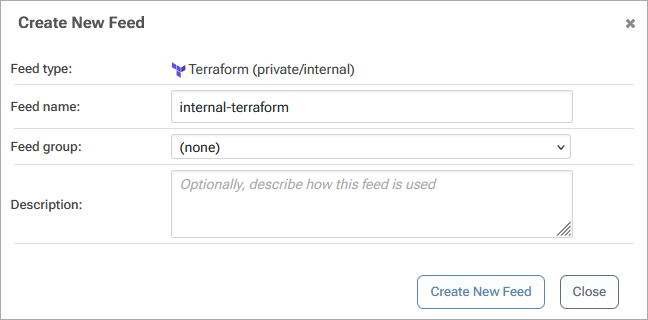 Create New Feed
Feed type: Terraform (private/internal)
Feed name: internal-terraform
Feed group: (none)
Description: Optionally, describe how this feed is used
Create New Feed Close